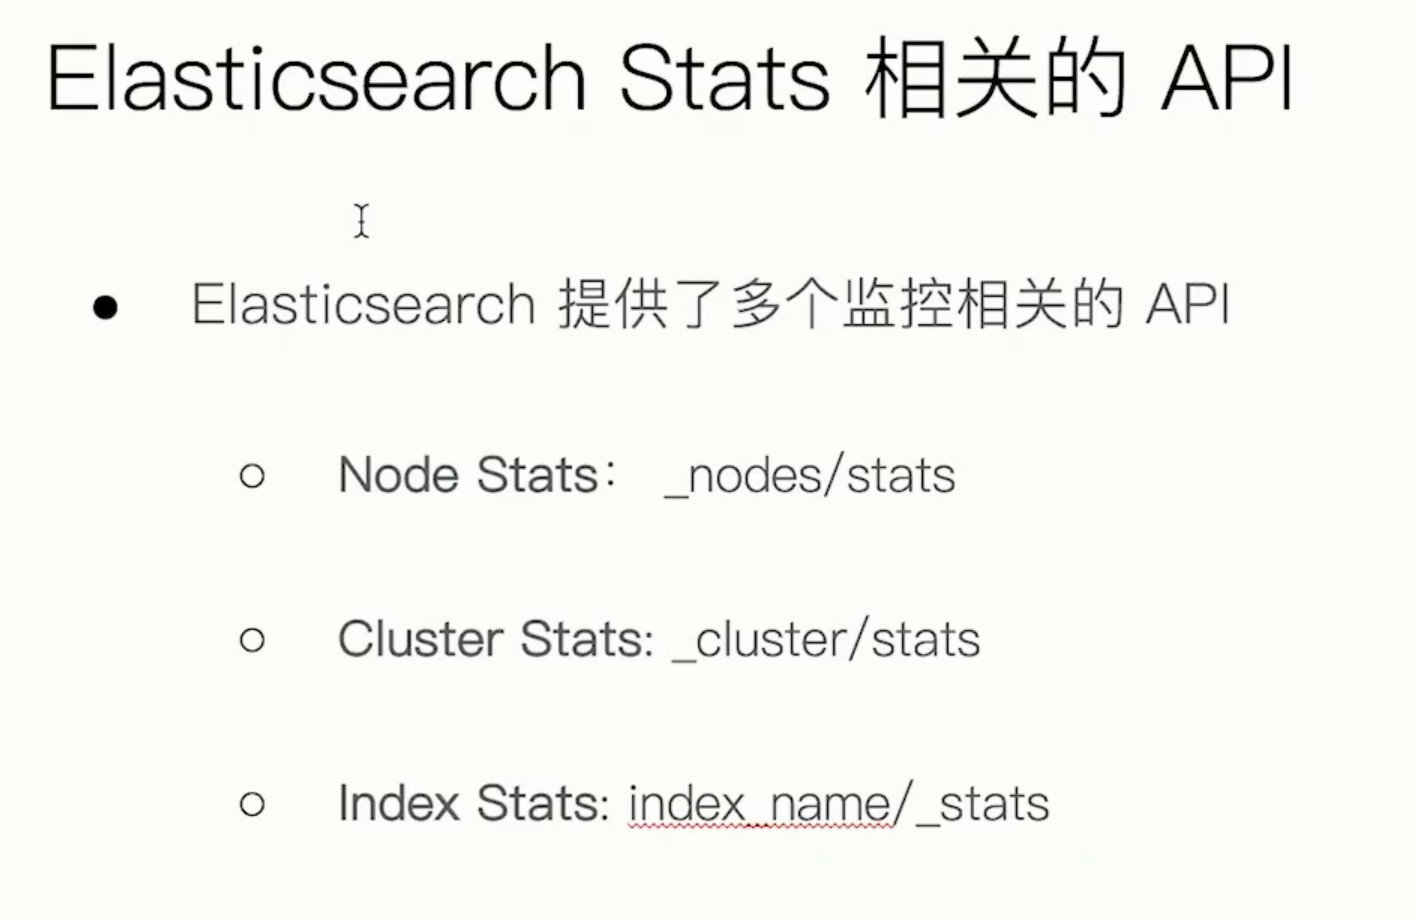 Elasticsearch Stats 相关的 API
● Elasticsearch 提供了多个监控相关的 API
○ Node Stats： _nodes/stats
○ Cluster Stats: _cluster/stats
○ Index Stats: index_name/_stats